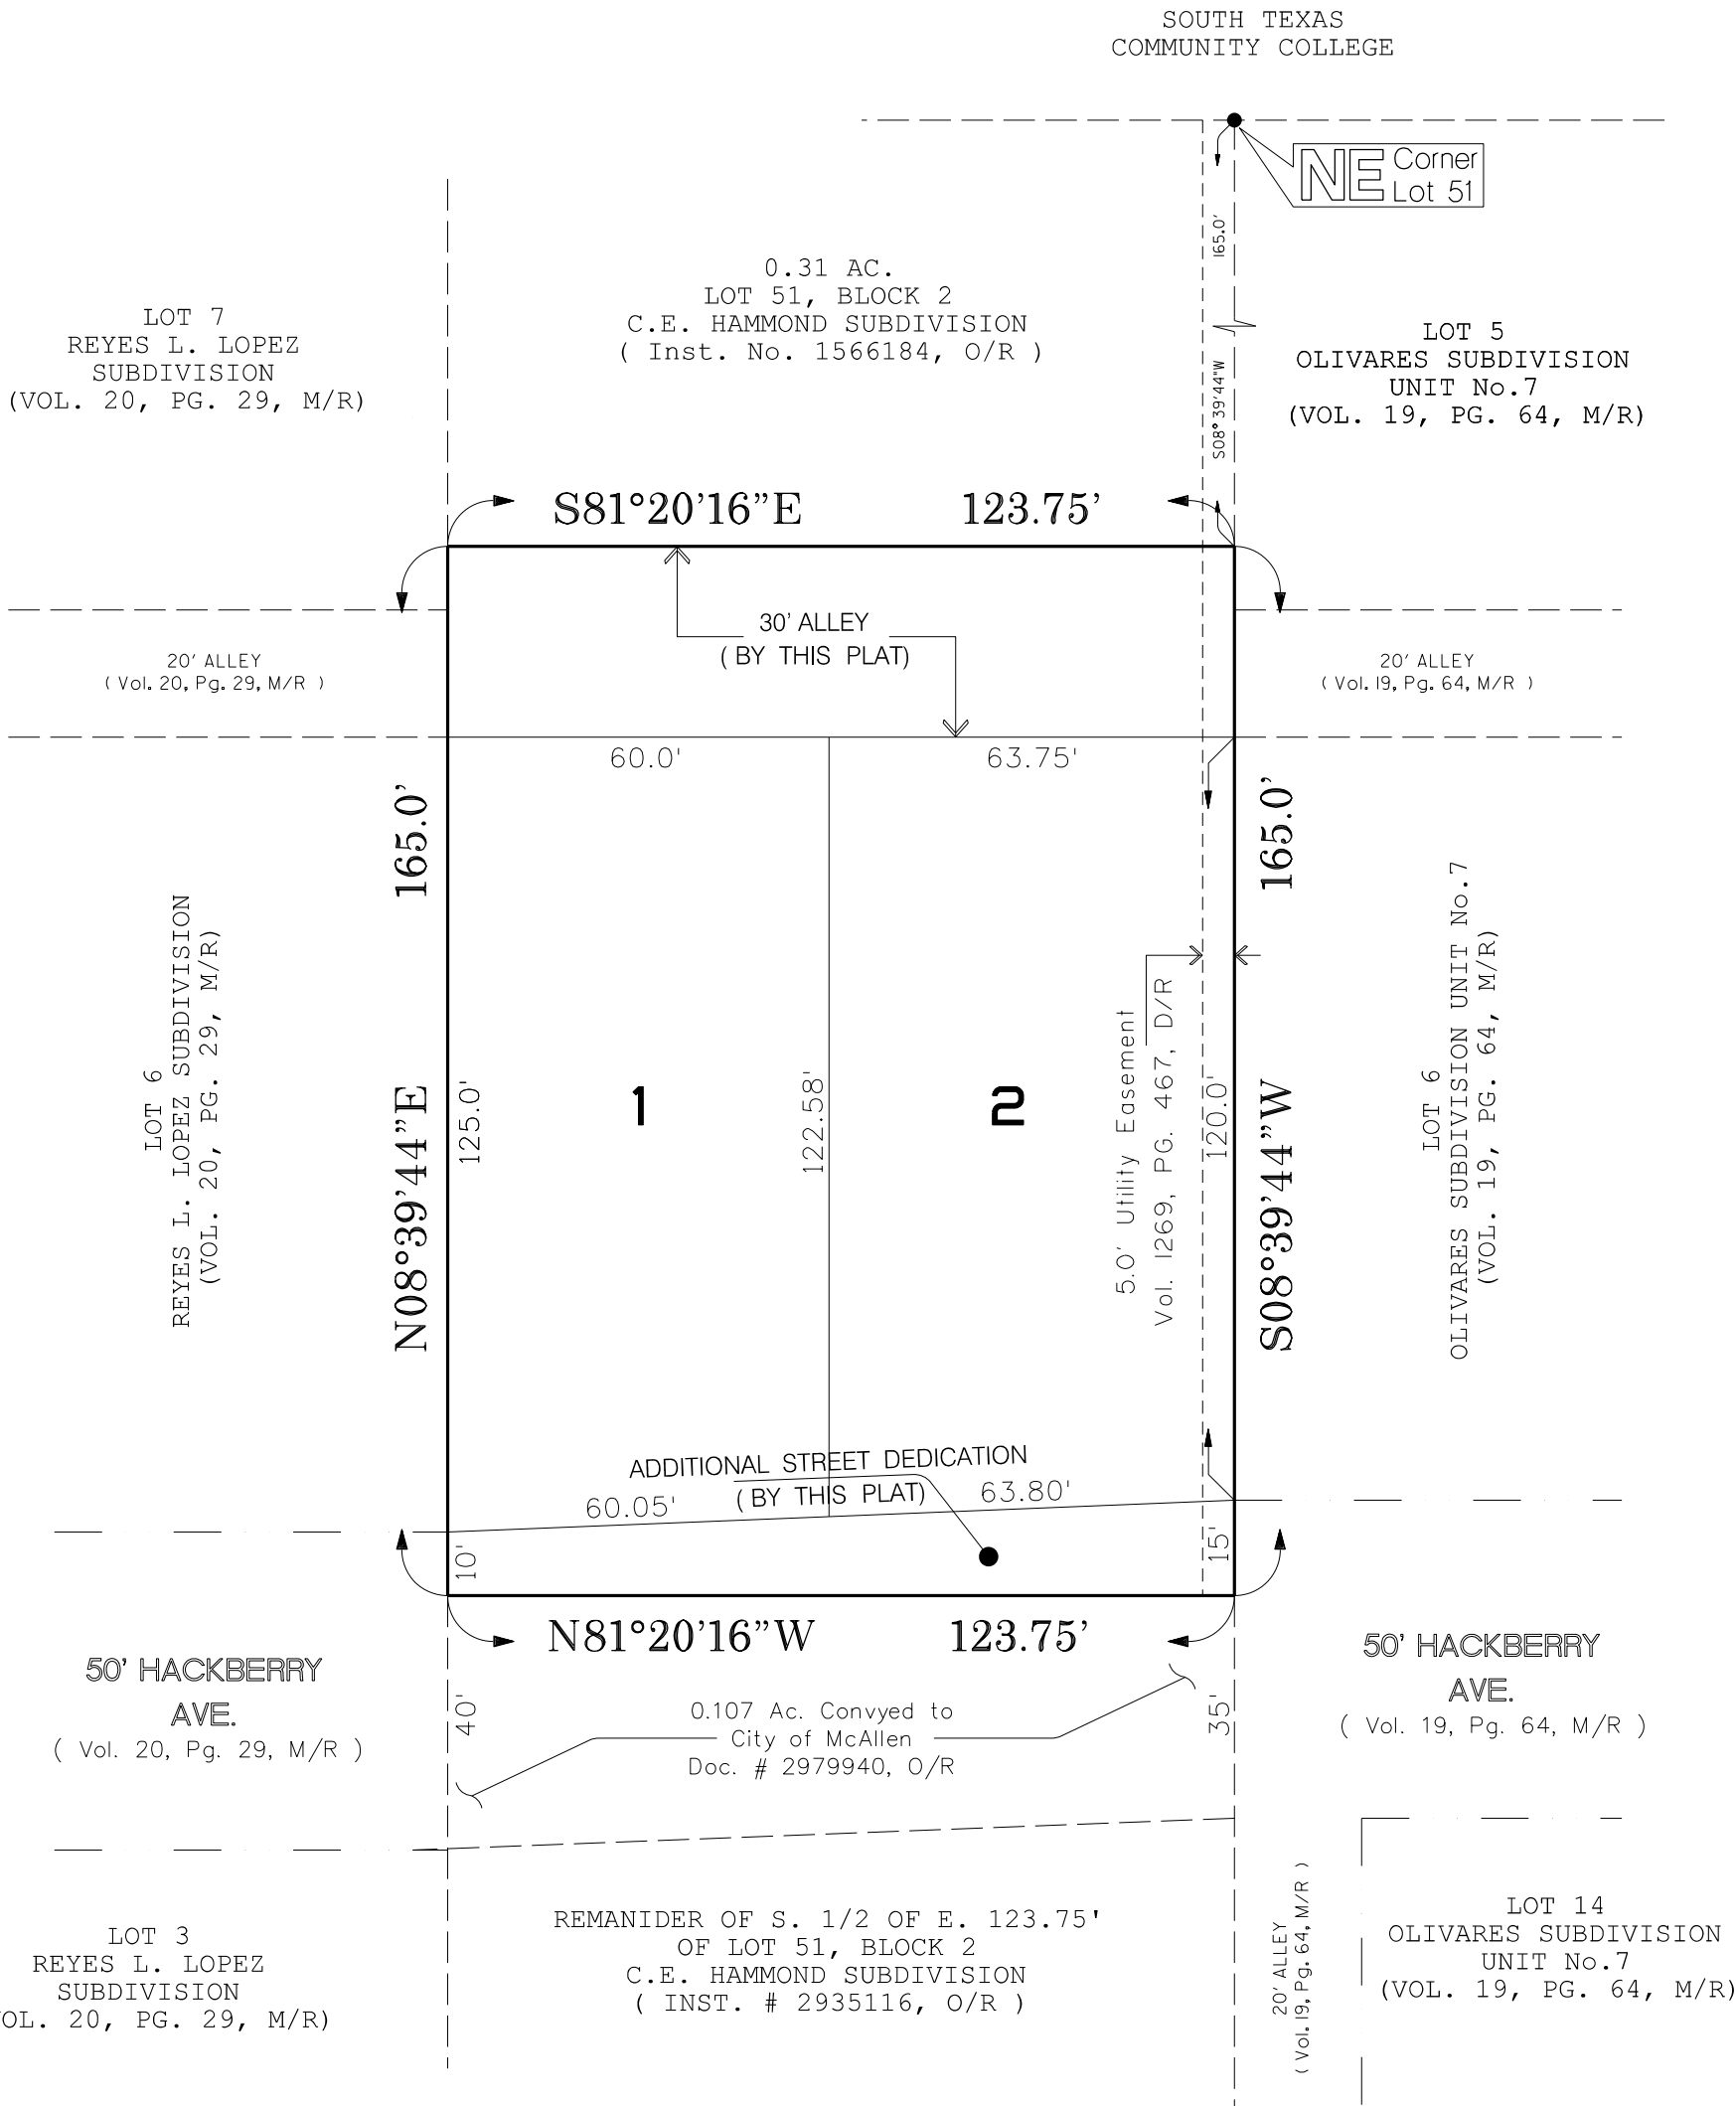 SOUTH TEXAS
COMMUNITY COLLEGE
NE Corner
Lot 51
165.0'
S08°39'44"W
0.31 AC.
LOT 51, BLOCK 2
C.E. HAMMOND SUBDIVISION
( Inst. No. 1566184, O/R )
LOT 7
REYES L. LOPEZ
SUBDIVISION
(VOL. 20, PG. 29, M/R)
LOT 5
OLIVARES SUBDIVISION
UNIT No.7
(VOL. 19, PG. 64, M/R)
S81°20'16"E 123.75'
30' ALLEY
( BY THIS PLAT)
20' ALLEY
( Vol. 20, Pg. 29, M/R )
20' ALLEY
( Vol. 19, Pg. 64, M/R )
60.0'
63.75'
N08°39'44"E 165.0'
S08°39'44"W 165.0'
LOT 6
REYES L. LOPEZ SUBDIVISION
(VOL. 20, PG. 29, M/R)
125.0'
1
122.58'
2
5.0' Utility Easement
Vol. 1269, PG. 467, D/R
120.0'
LOT 6
OLIVARES SUBDIVISION UNIT No.7
(VOL. 19, PG. 64, M/R)
ADDITIONAL STREET DEDICATION
( BY THIS PLAT)
60.05'
63.80'
10'
15'
N81°20'16"W 123.75'
50' HACKBERRY
AVE.
( Vol. 20, Pg. 29, M/R )
40'
0.107 Ac. Convyed to
City of McAllen
Doc. # 2979940, O/R
35'
50' HACKBERRY
AVE.
( Vol. 19, Pg. 64, M/R )
LOT 3
REYES L. LOPEZ
SUBDIVISION
OL. 20, PG. 29, M/R)
REMANIDER OF S. 1/2 OF E. 123.75'
OF LOT 51, BLOCK 2
C.E. HAMMOND SUBDIVISION
( INST. # 2935116, O/R )
20' ALLEY
( Vol. 19, Pg. 64, M/R )
LOT 14
OLIVARES SUBDIVISION
UNIT No.7
(VOL. 19, PG. 64, M/R)